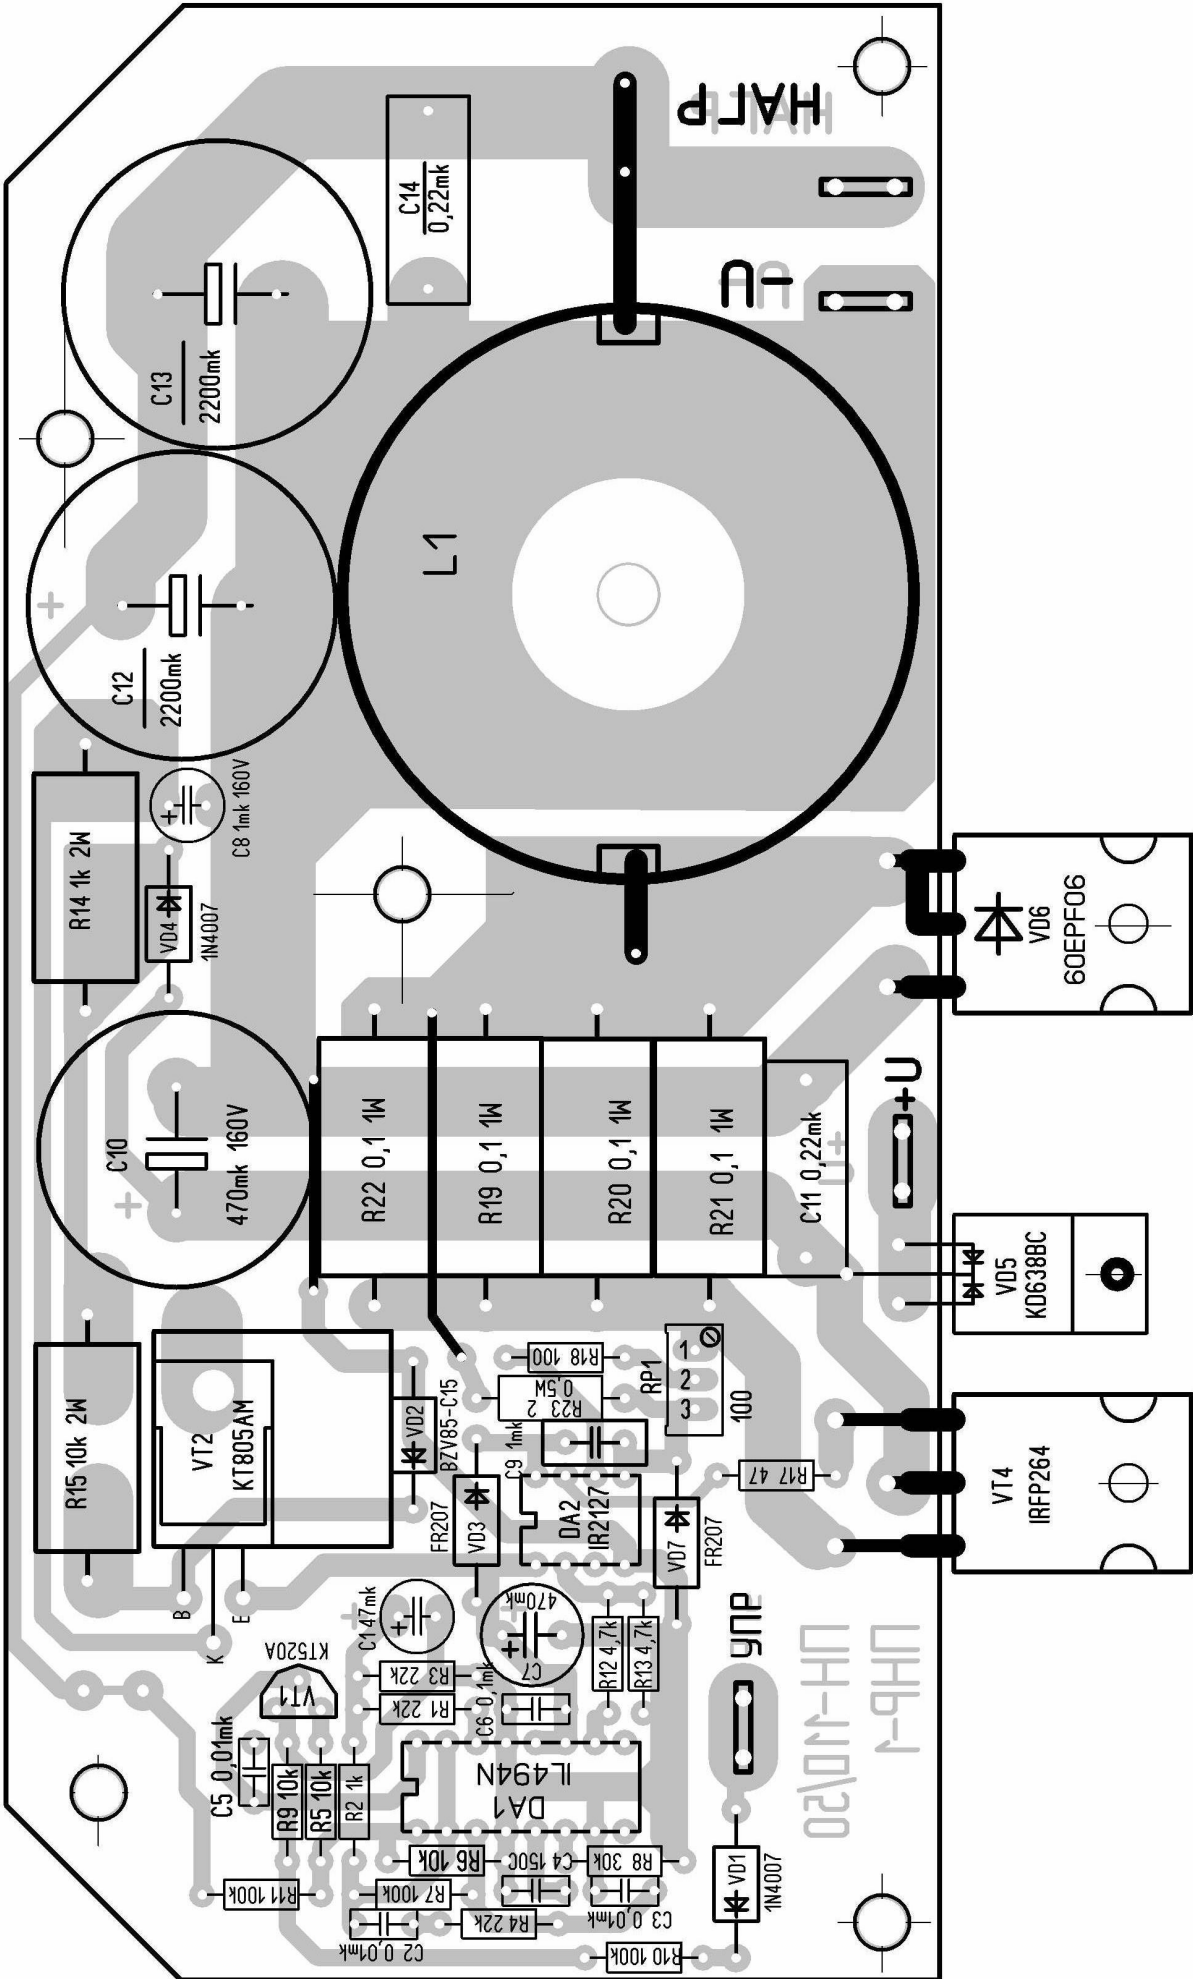 НАГР
НАГР
C14
0,22mk
-U
-U
C13
2200mk
L1
+
C12
2200mk
R14 1k 2W
+
C8 1mk 160V
VD4
1N4007
VD6
60EPF06
C10
+
470mk 160V
R22 0,1 1W
R19 0,1 1W
R20 0,1 1W
R21 0,1 1W
C11 0,22mk
+U
+U
VD5
KD638BC
R15 10k 2W
VT2
KT805AM
VD2
BZV85-C15
R18 100
R23 2
0,5W
RP1
1
2
3
100
C9 1mk
VD3
FR207
DA2
IR2127
VD7
FR207
R17 47
VT4
IRFP264
B
K
E
KT520A
VT1
+
C1 47mk
+
+
C7
470mk
R12 4,7k
R13 4,7k
УПР
R3 22k
R1 22k
C6 0,1mk
C5 0,01mk
R9 10k
R5 10k
R2 1k
DA1
IL494N
ПНР-1
ПН-110/50
R6 10k
C4 150C
R8 30k
R11 100k
R7 100k
C3 0,01mk
C2 0,01mk
R4 22k
R10 100k
VD1
1N4007